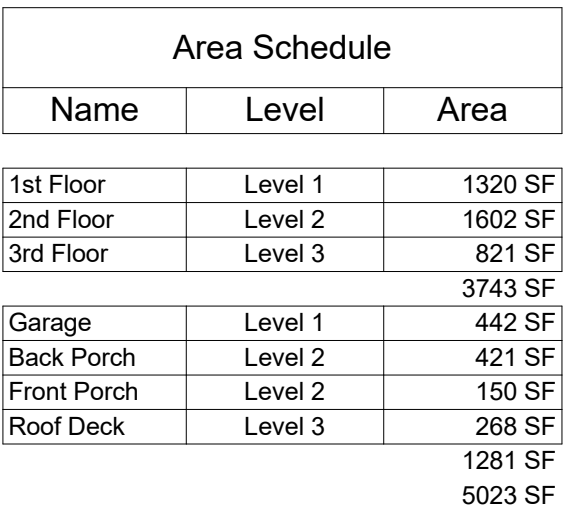 Area Schedule
Name Level Area
1st Floor Level 1 1320 SF
2nd Floor Level 2 1602 SF
3rd Floor Level 3 821 SF
3743 SF
Garage Level 1 442 SF
Back Porch Level 2 421 SF
Front Porch Level 2 150 SF
Roof Deck Level 3 268 SF
1281 SF
5023 SF